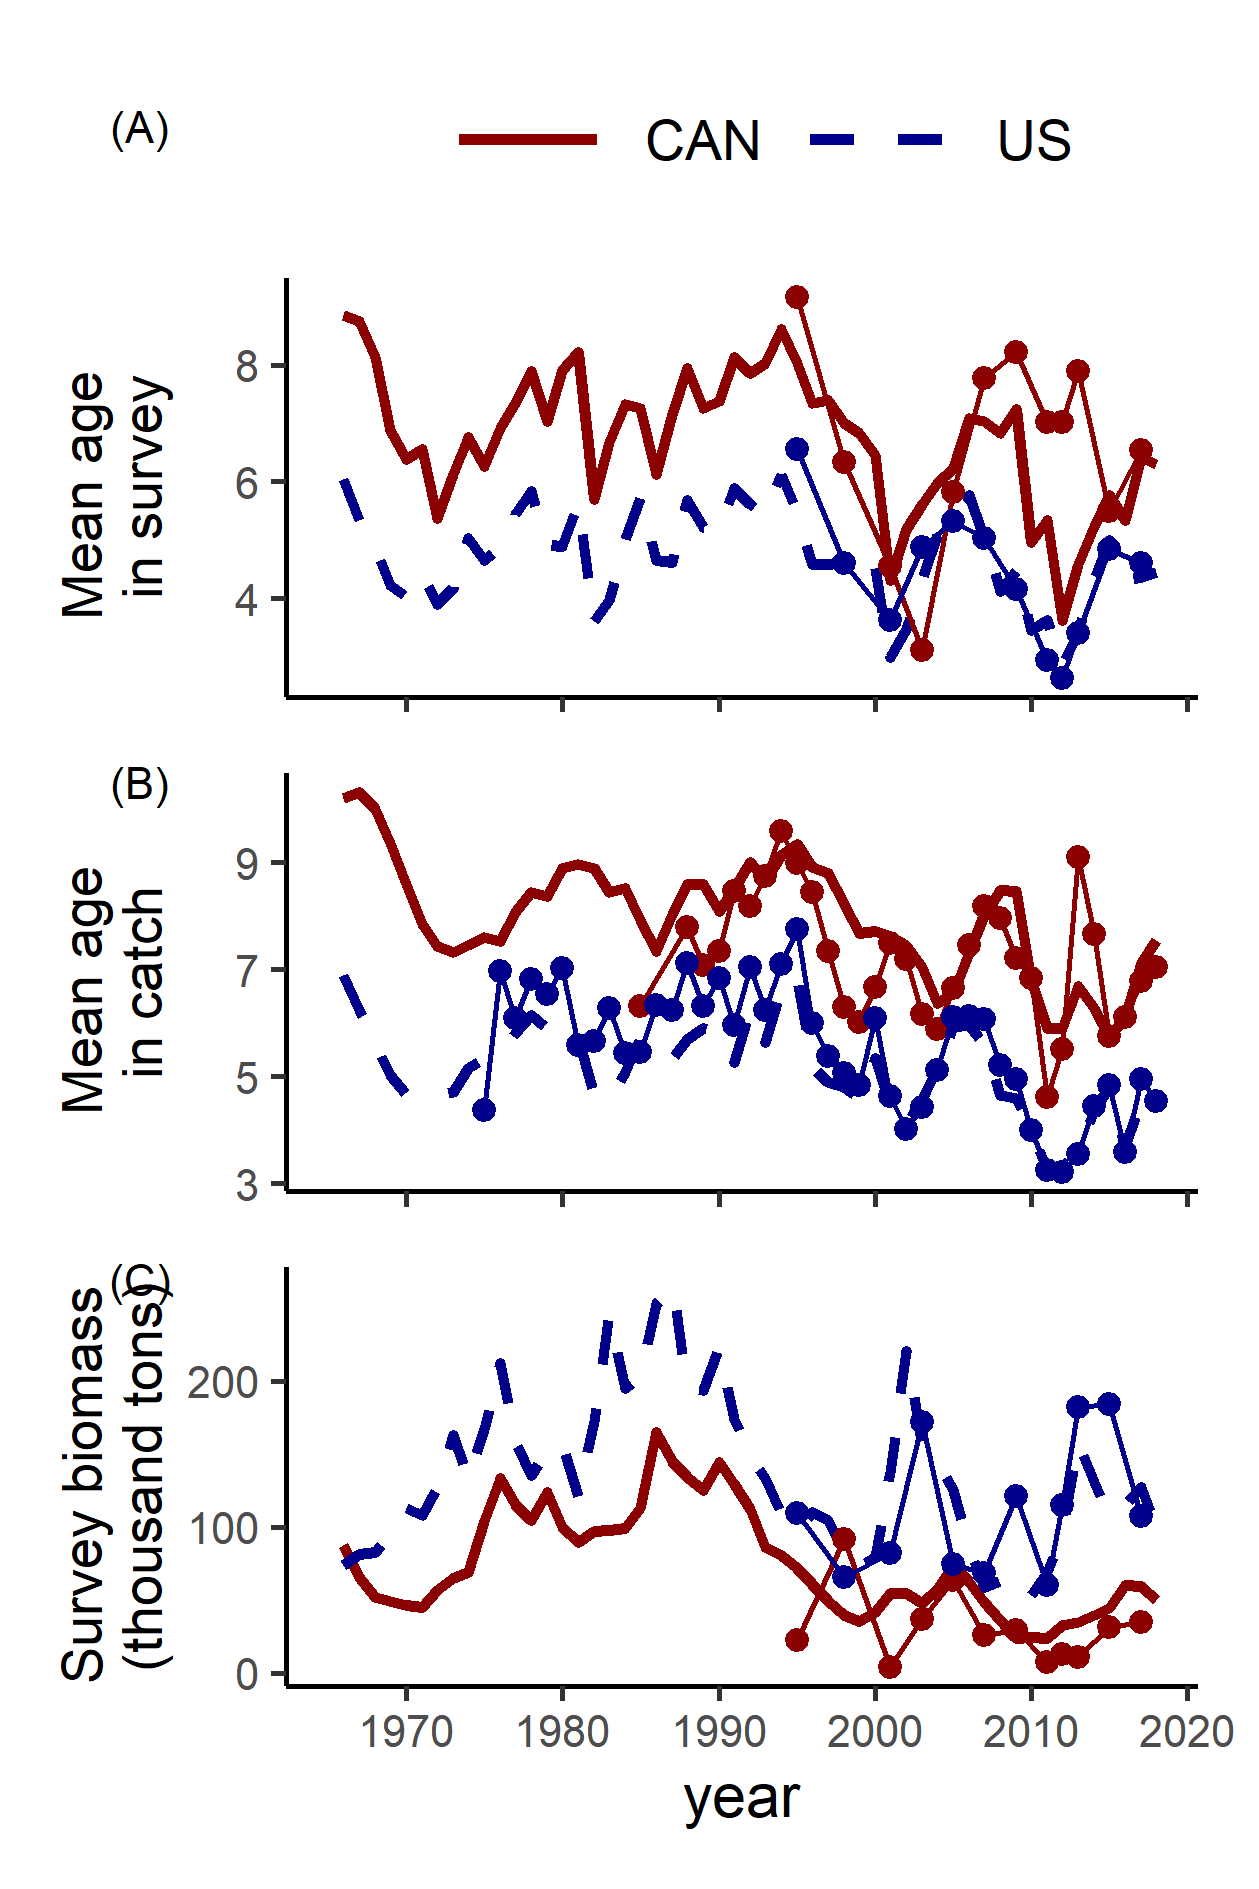 (A)
CAN
US
Mean age
in survey
8
6
4
(B)
Mean age
in catch
9
7
5
3
(C)
Survey biomass
(thousand tons)
200
100
0
1970 1980 1990 2000 2010 2020
year